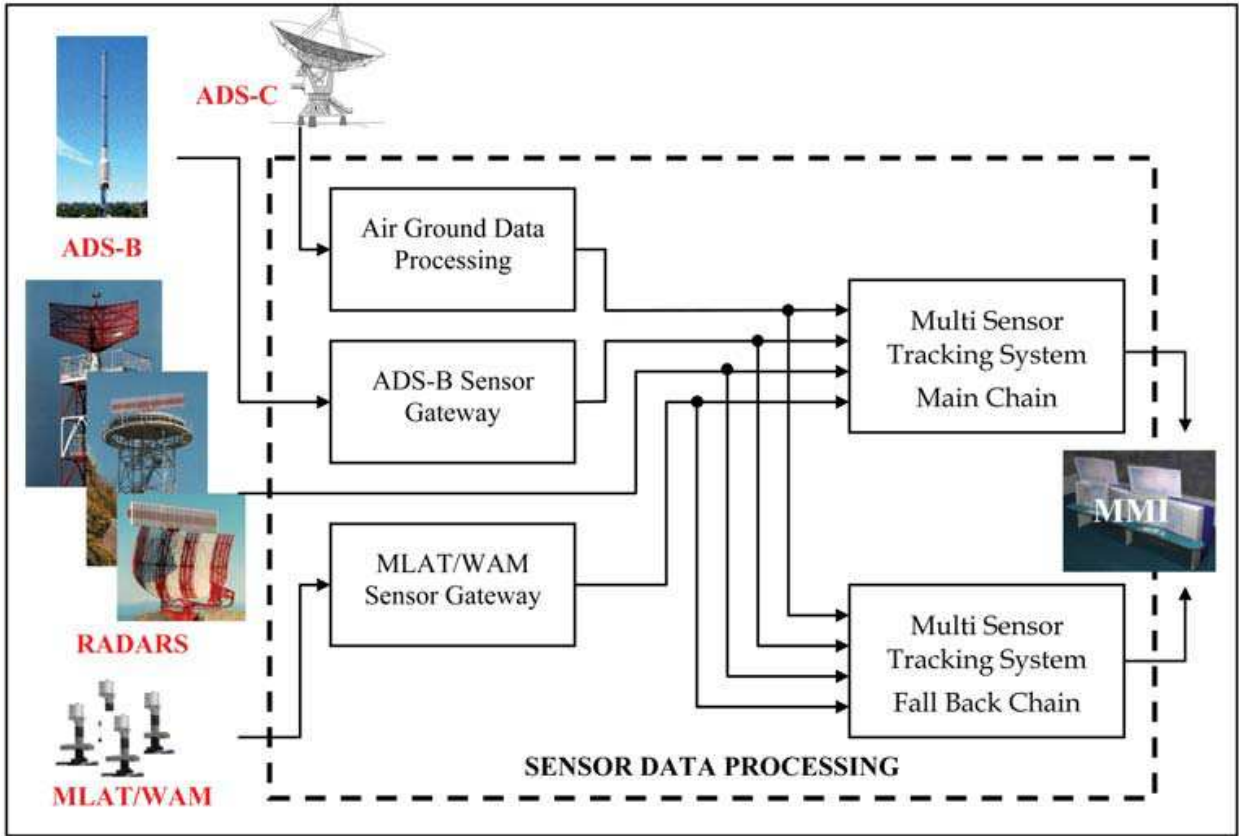 ADS-C
ADS-B
RADARS
MLAT/WAM
Air Ground Data
Processing
ADS-B Sensor
Gateway
MLAT/WAM
Sensor Gateway
Multi Sensor
Tracking System
Main Chain
MMI
Multi Sensor
Tracking System
Fall Back Chain
SENSOR DATA PROCESSING